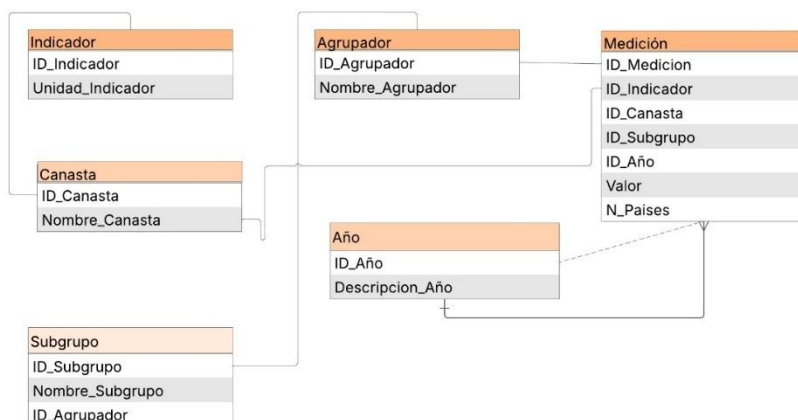 Indicador
ID_Indicador
Unidad_Indicador
Agrupador
ID_Agrupador
Nombre_Agrupador
Medición
ID_Medicion
ID_Indicador
ID_Canasta
ID_Subgrupo
ID_Año
Valor
N_Paises
Canasta
ID_Canasta
Nombre_Canasta
Año
ID_Año
Descripcion_Año
Subgrupo
ID_Subgrupo
Nombre_Subgrupo
ID_Agrupador